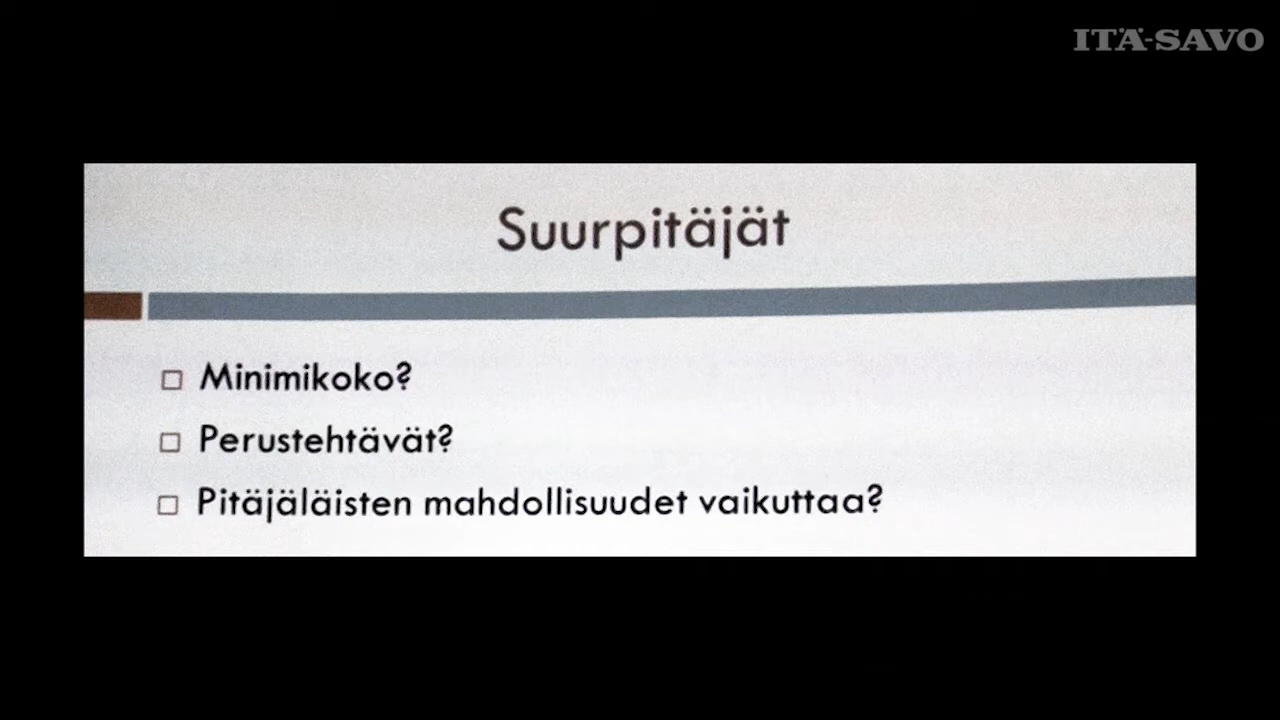 ITÄ-SAVO
Suurpitäjät
Minimikoko?
Perustehtävät?
Pitäjäläisten mahdollisuudet vaikuttaa?